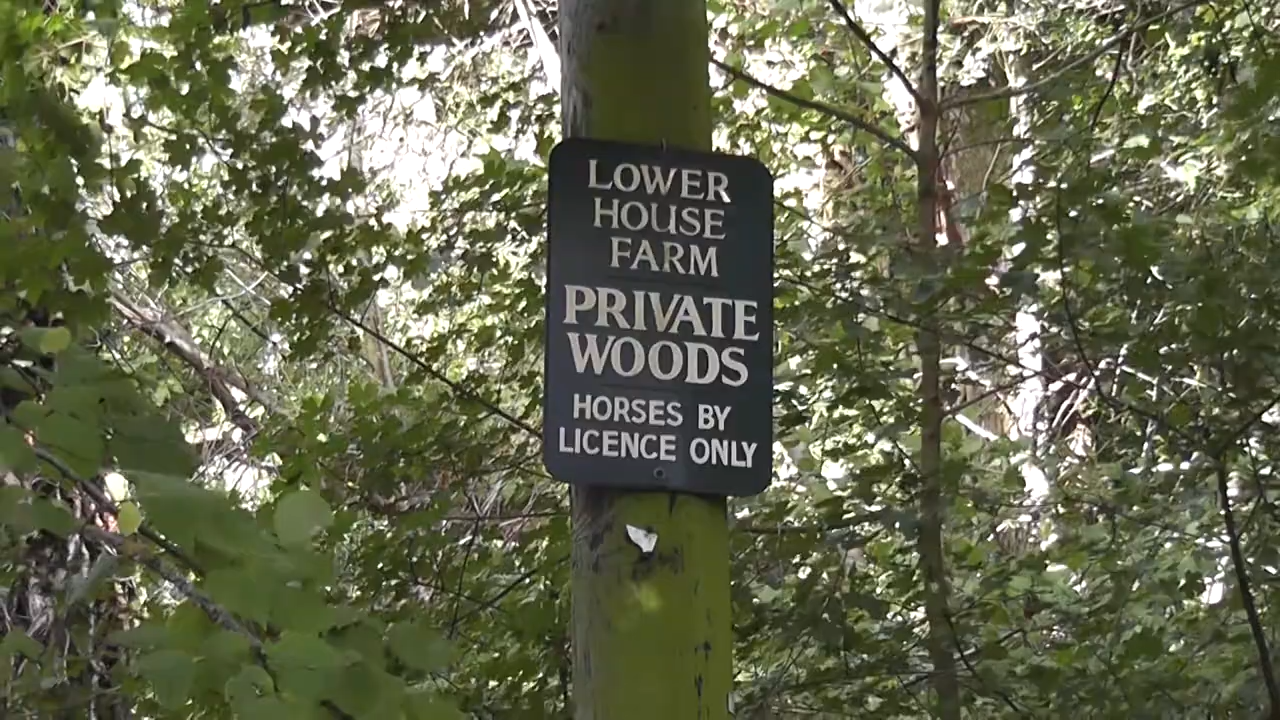 LOWER
HOUSE
FARM
PRIVATE
WOODS
HORSES BY
LICENCE ONLY